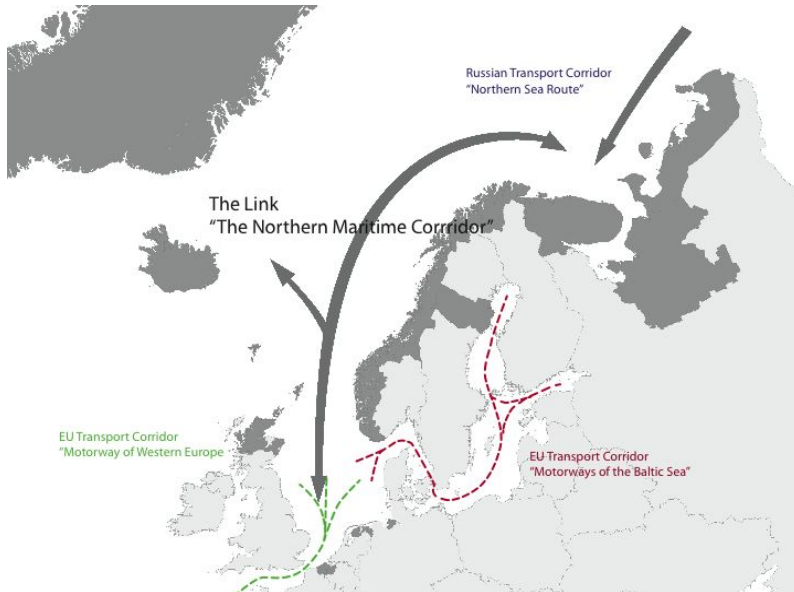 Russian Transport Corridor
“Northern Sea Route”
The Link
“The Northern Maritime Corrridor”
EU Transport Corridor
“Motorway of Western Europe
EU Transport Corridor
“Motorways of the Baltic Sea”